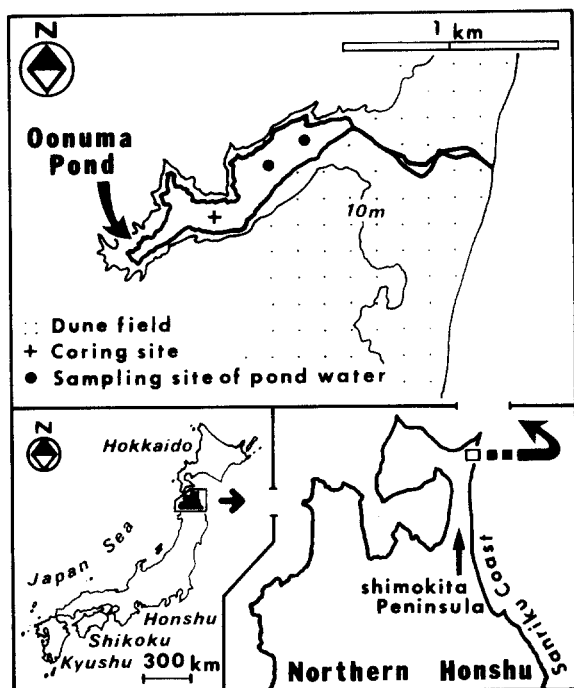 N
1 km
Oonuma
Pond
10m
Dune field
Coring site
Sampling site of pond water
N
Hokkaido
Japan Sea
Honshu
Shikoku
Kyushu
300 km
shimokita
Peninsula
Sanriku Coast
Northern Honshu